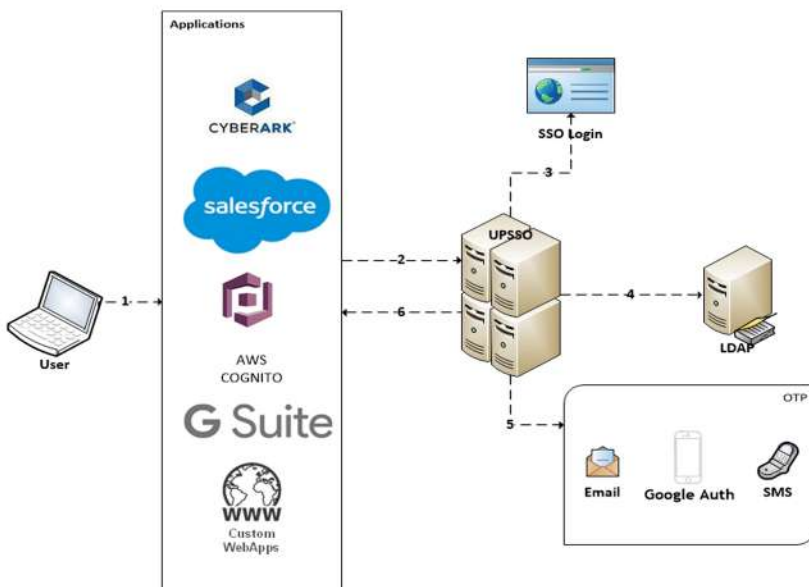 Applications
CYBERARK®
salesforce
AWS
COGNITO
G Suite
WWW
Custom
WebApps
User
1
2
6
UPSSO
3
SSO Login
4
LDAP
5
OTP
Email
Google Auth
SMS